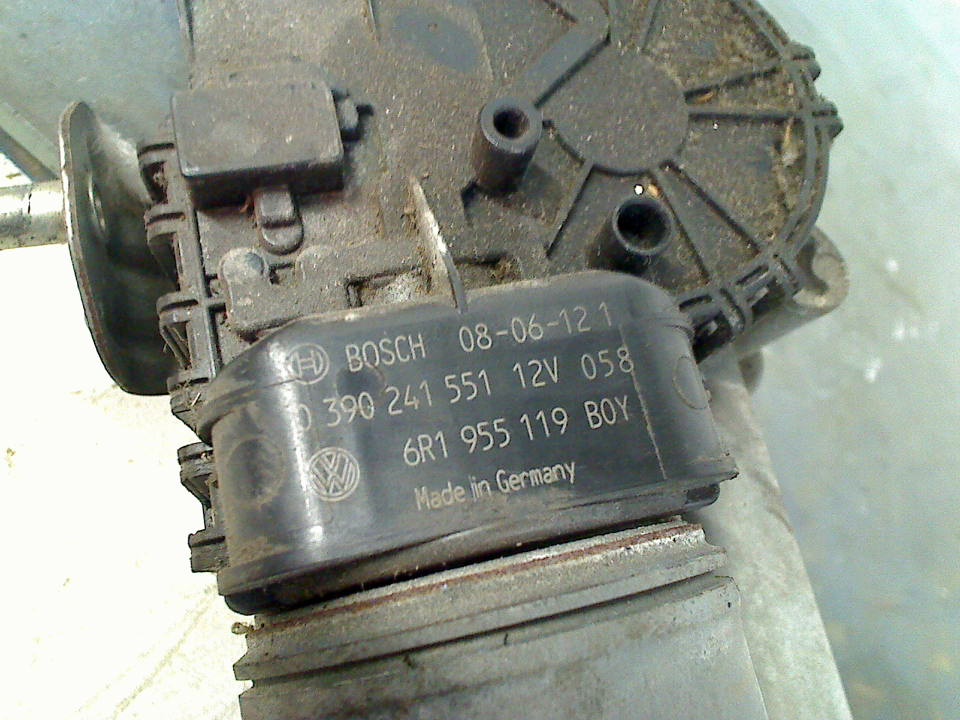 BOSCH 08-06-12 1
0 390 241 551 12V 058
6R1 955 119 BOY
Made in Germany